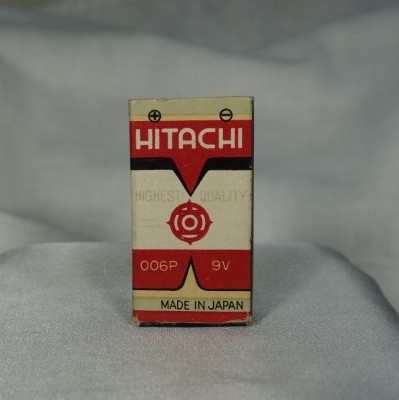 ⊕ ⊖
HITACHI
HIGHEST QUALITY
006P 9V
MADE IN JAPAN